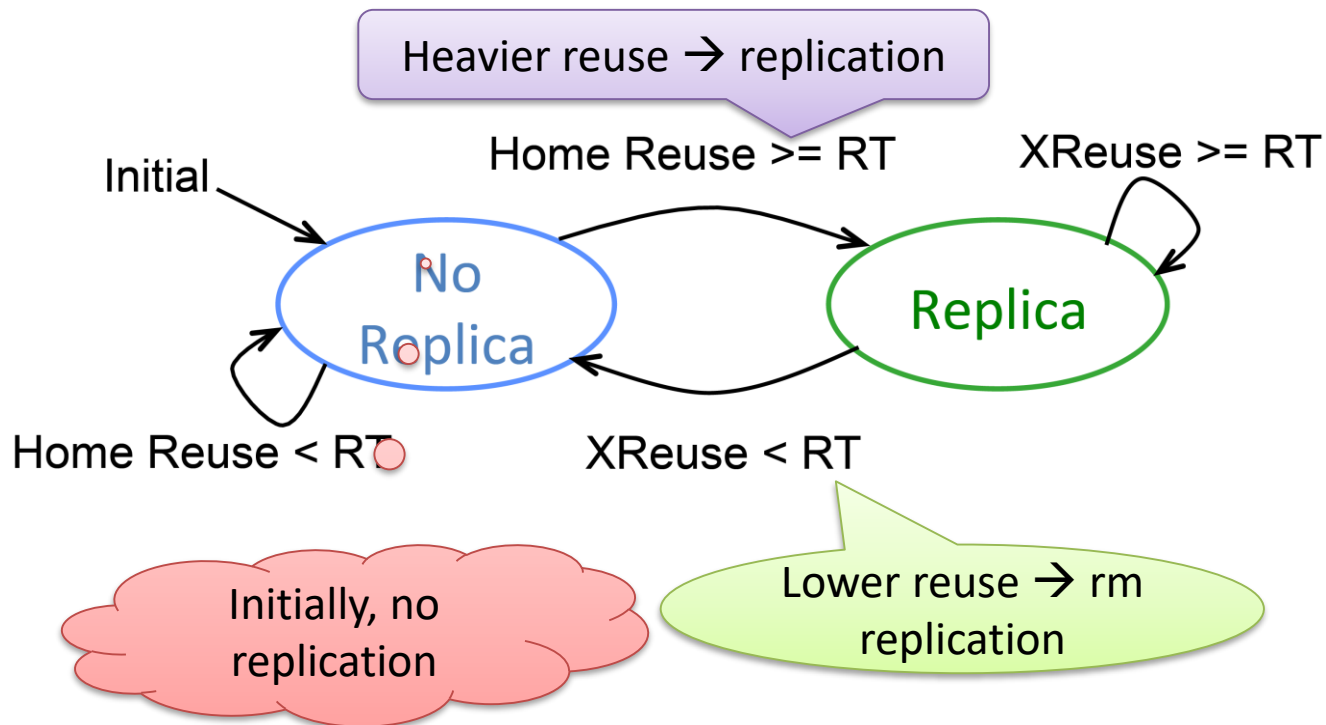 Heavier reuse → replication
Home Reuse >= RT
XReuse >= RT
Initial
No
Replica
Replica
Home Reuse < RT
XReuse < RT
Initially, no
replication
Lower reuse → rm
replication